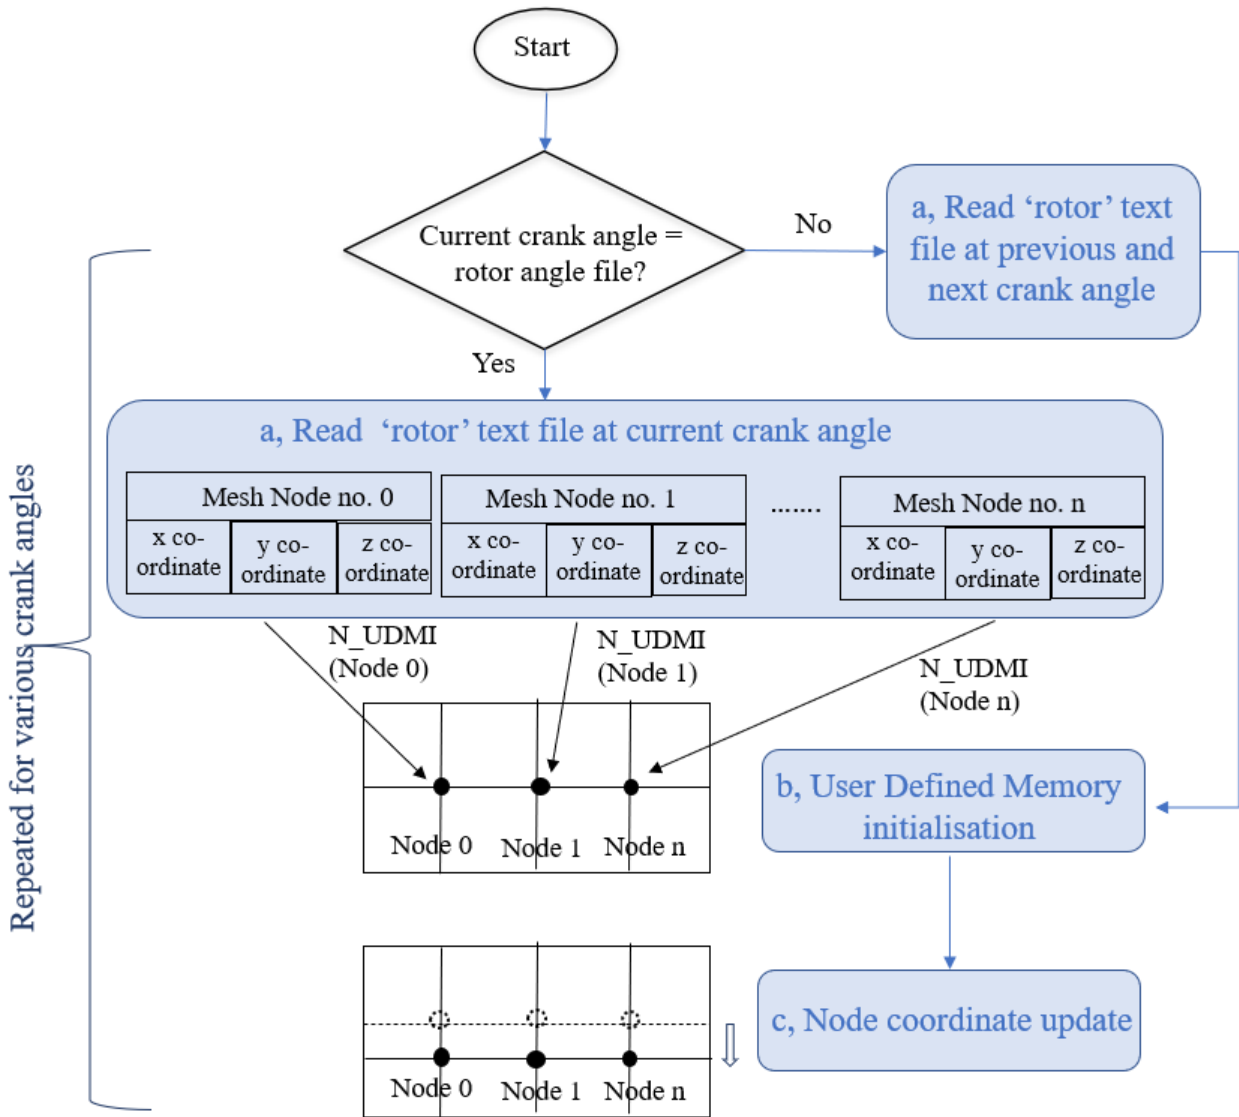 Start
Current crank angle =
rotor angle file?
No
a, Read ‘rotor’ text
file at previous and
next crank angle
Yes
a, Read ‘rotor’ text file at current crank angle
Mesh Node no. 0
x co-
ordinate
y co-
ordinate
z co-
ordinate
Mesh Node no. 1
x co-
ordinate
y co-
ordinate
z co-
ordinate
.......
Mesh Node no. n
x co-
ordinate
y co-
ordinate
z co-
ordinate
N_UDMI
(Node 0)
N_UDMI
(Node 1)
N_UDMI
(Node n)
Node 0
Node 1
Node n
b, User Defined Memory
initialisation
c, Node coordinate update
Node 0
Node 1
Node n
Repeated for various crank angles